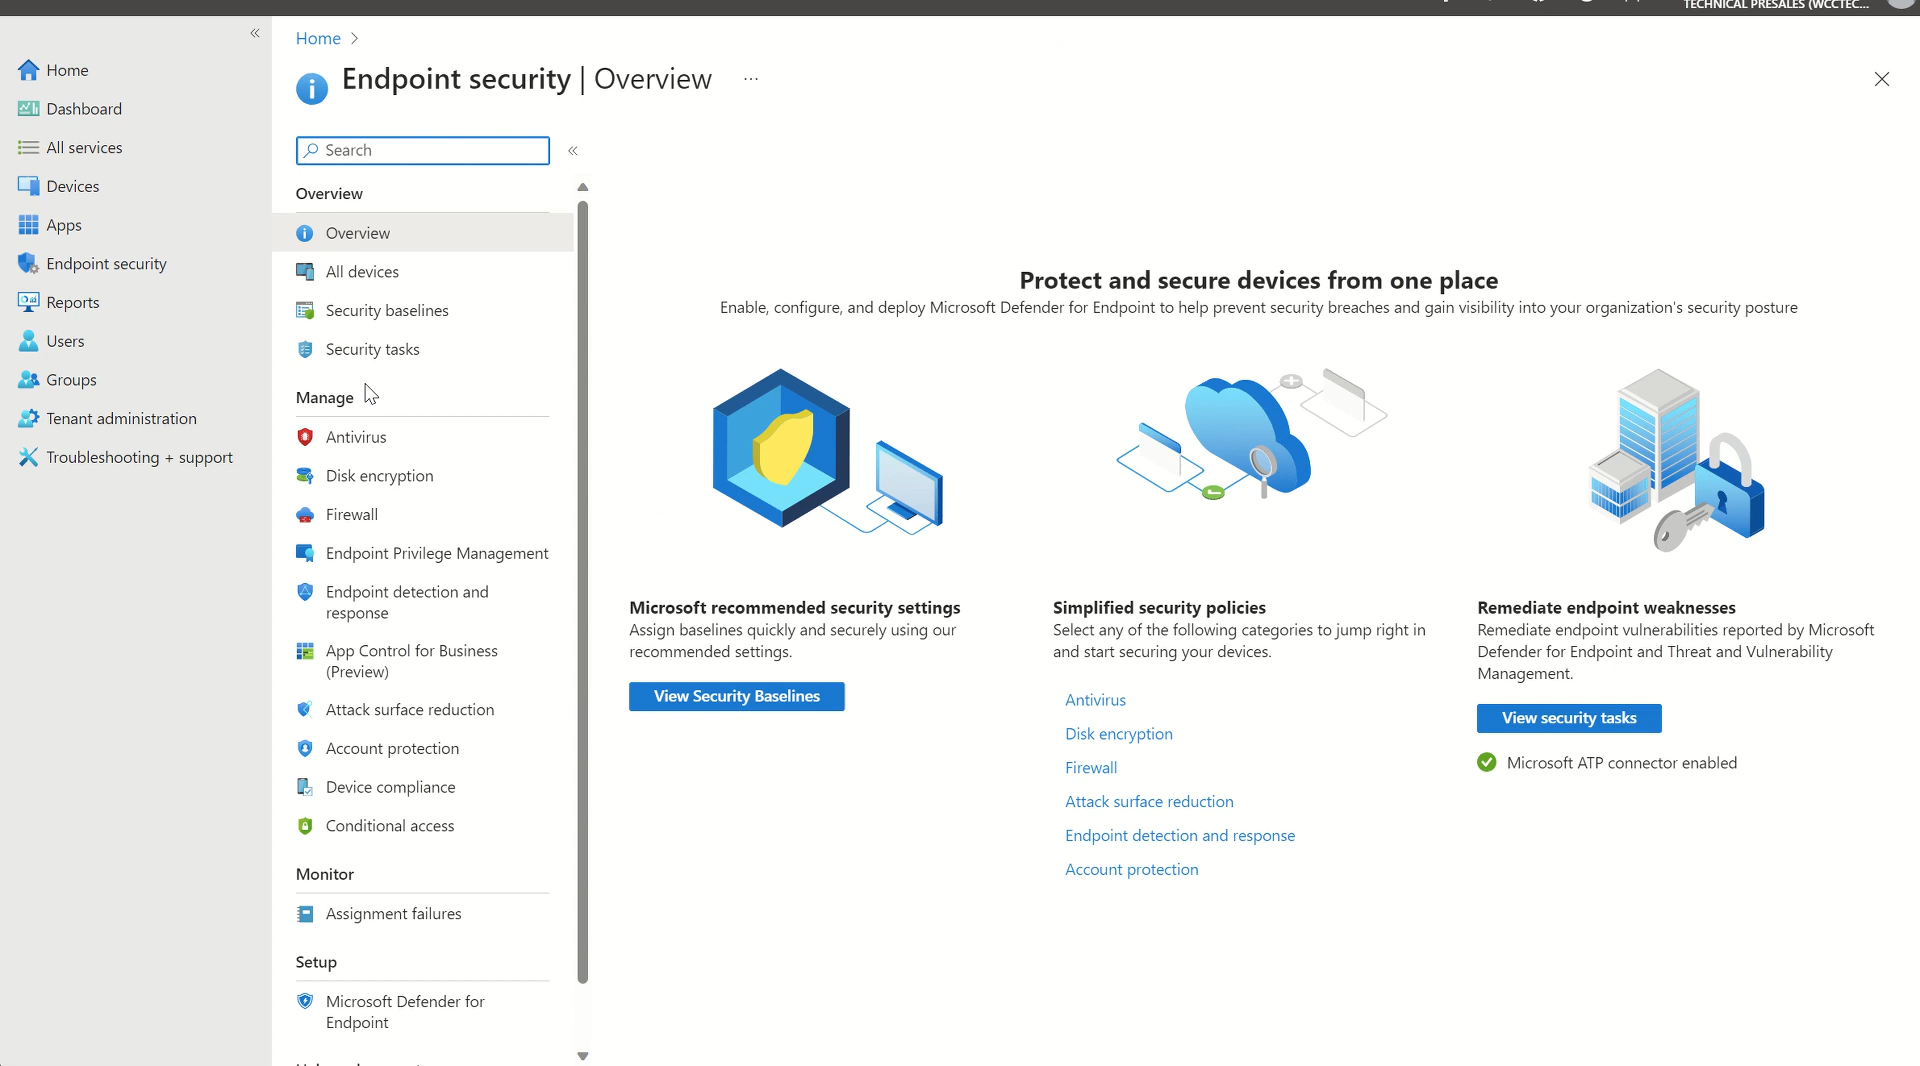 TECHNICAL PRESALES (WCCTEC...
Home
Dashboard
All services
Devices
Apps
Endpoint security
Reports
Users
Groups
Tenant administration
Troubleshooting + support
Home
Endpoint security | Overview
Search
Overview
Overview
All devices
Security baselines
Security tasks
Manage
Antivirus
Disk encryption
Firewall
Endpoint Privilege Management
Endpoint detection and
response
App Control for Business
(Preview)
Attack surface reduction
Account protection
Device compliance
Conditional access
Monitor
Assignment failures
Setup
Microsoft Defender for
Endpoint
Protect and secure devices from one place
Enable, configure, and deploy Microsoft Defender for Endpoint to help prevent security breaches and gain visibility into your organization's security posture
Microsoft recommended security settings
Assign baselines quickly and securely using our
recommended settings.
View Security Baselines
Simplified security policies
Select any of the following categories to jump right in
and start securing your devices.
Antivirus
Disk encryption
Firewall
Attack surface reduction
Endpoint detection and response
Account protection
Remediate endpoint weaknesses
Remediate endpoint vulnerabilities reported by Microsoft
Defender for Endpoint and Threat and Vulnerability
Management.
View security tasks
Microsoft ATP connector enabled